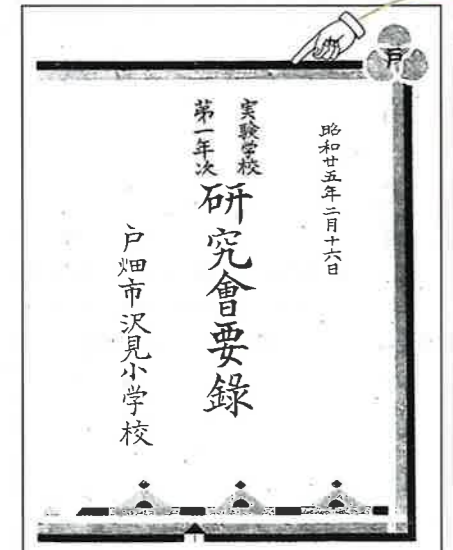 戸
昭和廿五年二月十六日
実験学校
第一年次
研究會要録
戸畑市沢見小学校